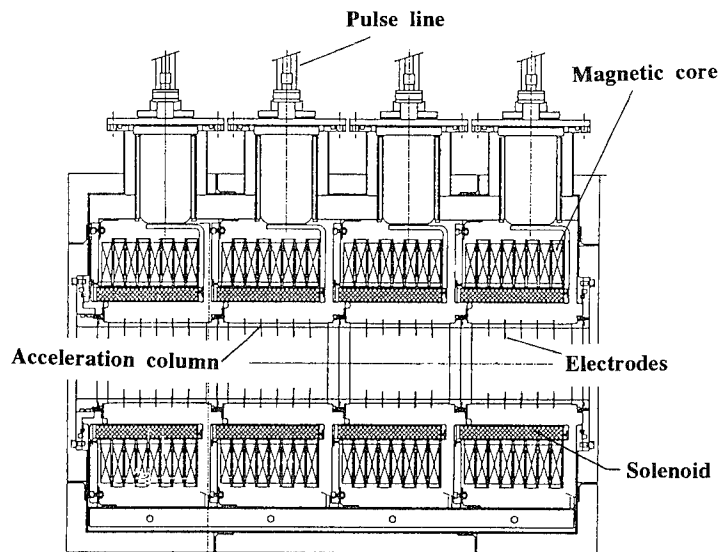 Pulse line
Magnetic core
Acceleration column
Electrodes
Solenoid